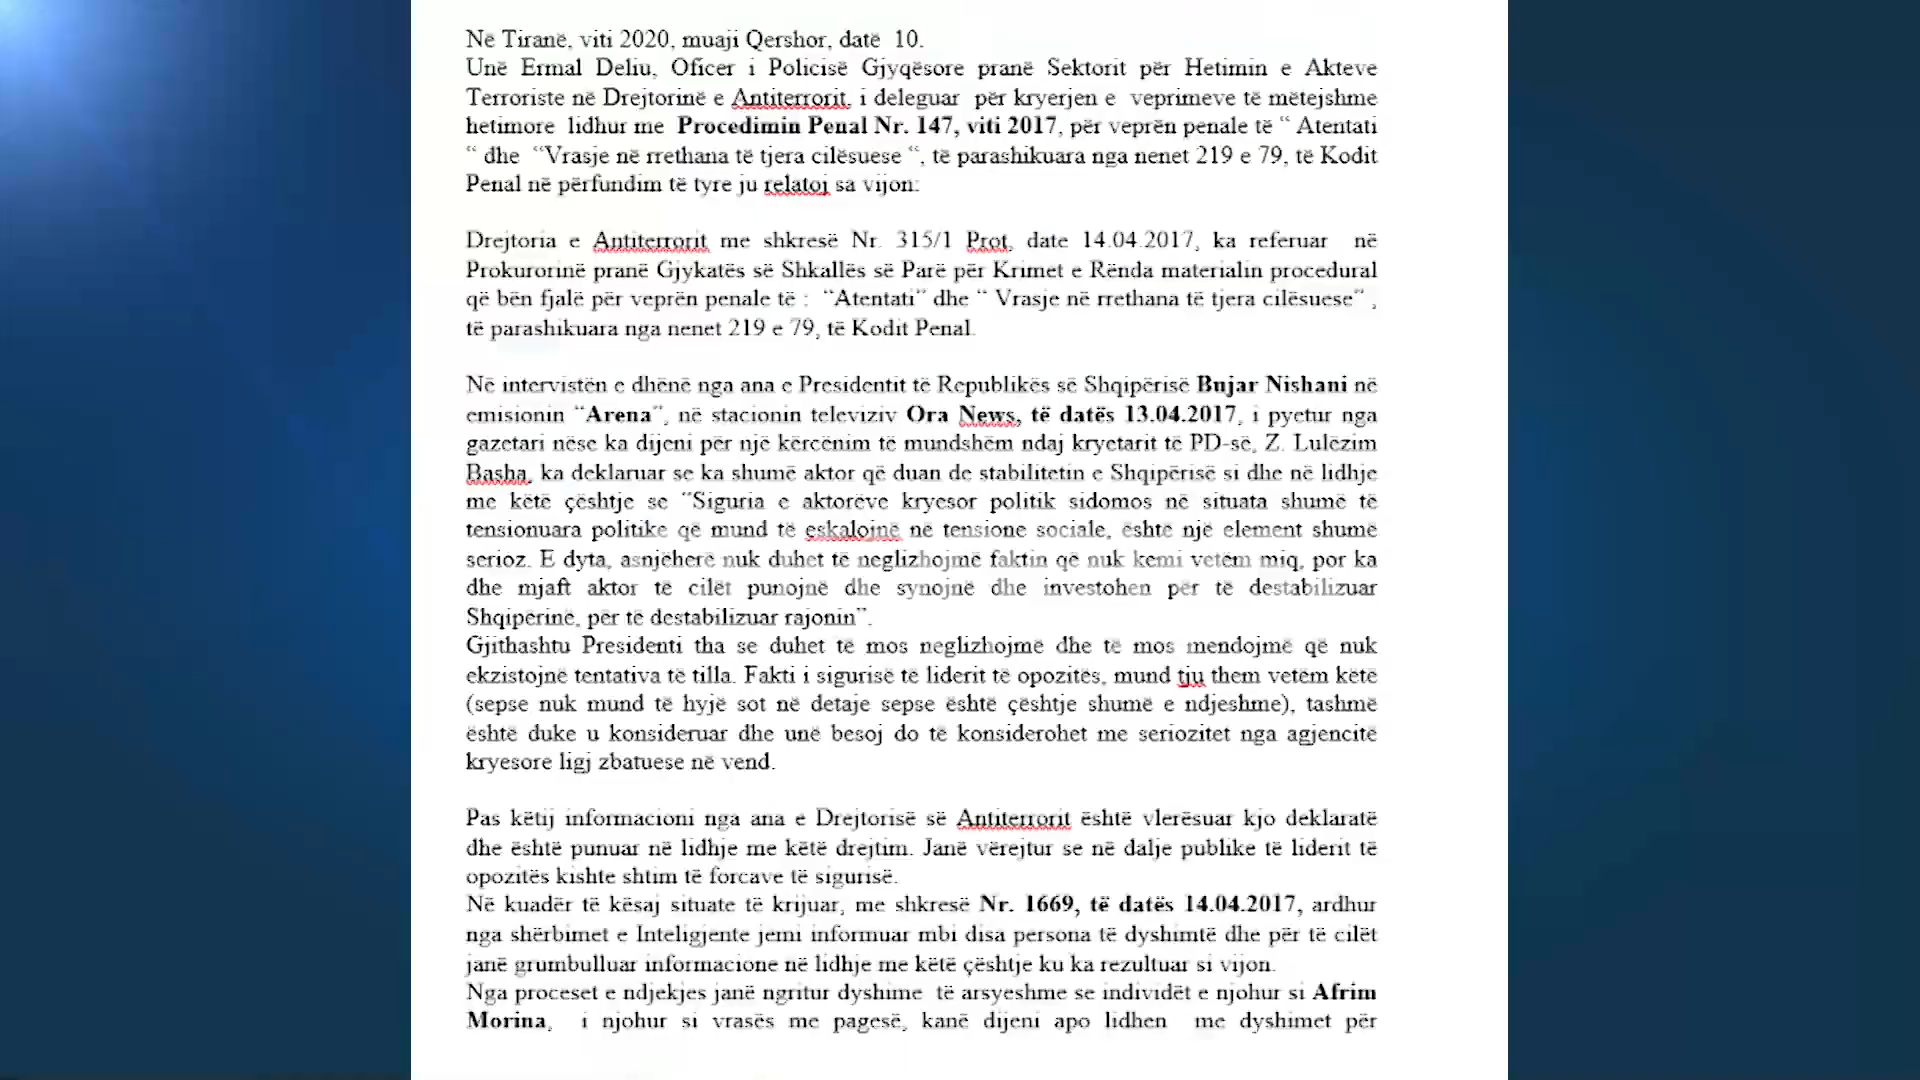 Në Tiranë, viti 2020, muaji Qershor, datë 10.
Unë Ermal Deliu, Oficer i Policisë Gjyqësore pranë Sektorit për Hetimin e Akteve
Terroriste në Drejtorinë e Antiterrorit, i deleguar për kryerjen e veprimeve të mëtejshme
hetimore lidhur me Procedimin Penal Nr. 147, viti 2017, për veprën penale të “ Atentati
“ dhe “Vrasje në rrethana të tjera cilësuese “, të parashikuara nga nenet 219 e 79, të Kodit
Penal në përfundim të tyre ju relatoj sa vijon:
Drejtoria e Antiterrorit me shkresë Nr. 315/1 Prot, date 14.04.2017, ka referuar në
Prokurorinë pranë Gjykatës së Shkallës së Parë për Krimet e Rënda materialin procedural
që bën fjalë për veprën penale të : “Atentati” dhe “ Vrasje në rrethana të tjera cilësuese” ,
të parashikuara nga nenet 219 e 79, të Kodit Penal.
Në intervistën e dhënë nga ana e Presidentit të Republikës së Shqipërisë Bujar Nishani në
emisionin “Arena”, në stacionin televiziv Ora News, të datës 13.04.2017, i pyetur nga
gazetari nëse ka dijeni për një kërcënim të mundshëm ndaj kryetarit të PD-së, Z. Lulëzim
Basha, ka deklaruar se ka shumë aktor që duan de stabilitetin e Shqipërisë si dhe në lidhje
me këtë çështje se “Siguria e aktorëve kryesor politik sidomos në situata shumë të
tensionuara politike që mund të eskalojnë në tensione sociale, është një element shumë
serioz. E dyta, asnjëherë nuk duhet të neglizhojmë faktin që nuk kemi vetëm miq, por ka
dhe mjaft aktor të cilët punojnë dhe synojnë dhe investohen për të destabilizuar
Shqipërinë, për të destabilizuar rajonin”.
Gjithashtu Presidenti tha se duhet të mos neglizhojmë dhe të mos mendojmë që nuk
ekzistojnë tentativa të tilla. Fakti i sigurisë të liderit të opozitës, mund tju them vetëm këtë
(sepse nuk mund të hyjë sot në detaje sepse është çështje shumë e ndjeshme), tashmë
është duke u konsideruar dhe unë besoj do të konsiderohet me seriozitet nga agjencitë
kryesore ligj zbatuese në vend.
Pas këtij informacioni nga ana e Drejtorisë së Antiterrorit është vlerësuar kjo deklaratë
dhe është punuar në lidhje me këtë drejtim. Janë vërejtur se në dalje publike të liderit të
opozitës kishte shtim të forcave të sigurisë.
Në kuadër të kësaj situate të krijuar, me shkresë Nr. 1669, të datës 14.04.2017, ardhur
nga shërbimet e Inteligjente jemi informuar mbi disa persona të dyshimtë dhe për të cilët
janë grumbulluar informacione në lidhje me këtë çështje ku ka rezultuar si vijon.
Nga proceset e ndjekjes janë ngritur dyshime të arsyeshme se individët e njohur si Afrim
Morina, i njohur si vrasës me pagesë, kanë dijeni apo lidhen me dyshimet për